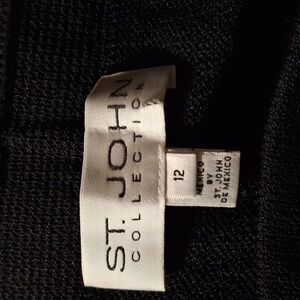 ST. JOHN
COLLECTION
12
MEXICO
BY
ST. JOHN
DE MEXICO